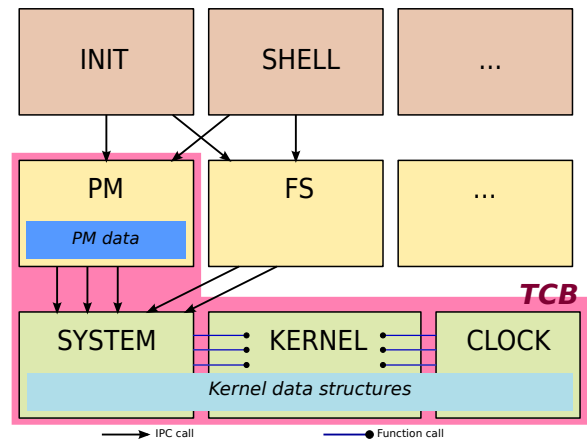 INIT
SHELL
...
PM
FS
...
PM data
TCB
SYSTEM
KERNEL
CLOCK
Kernel data structures
IPC call
Function call